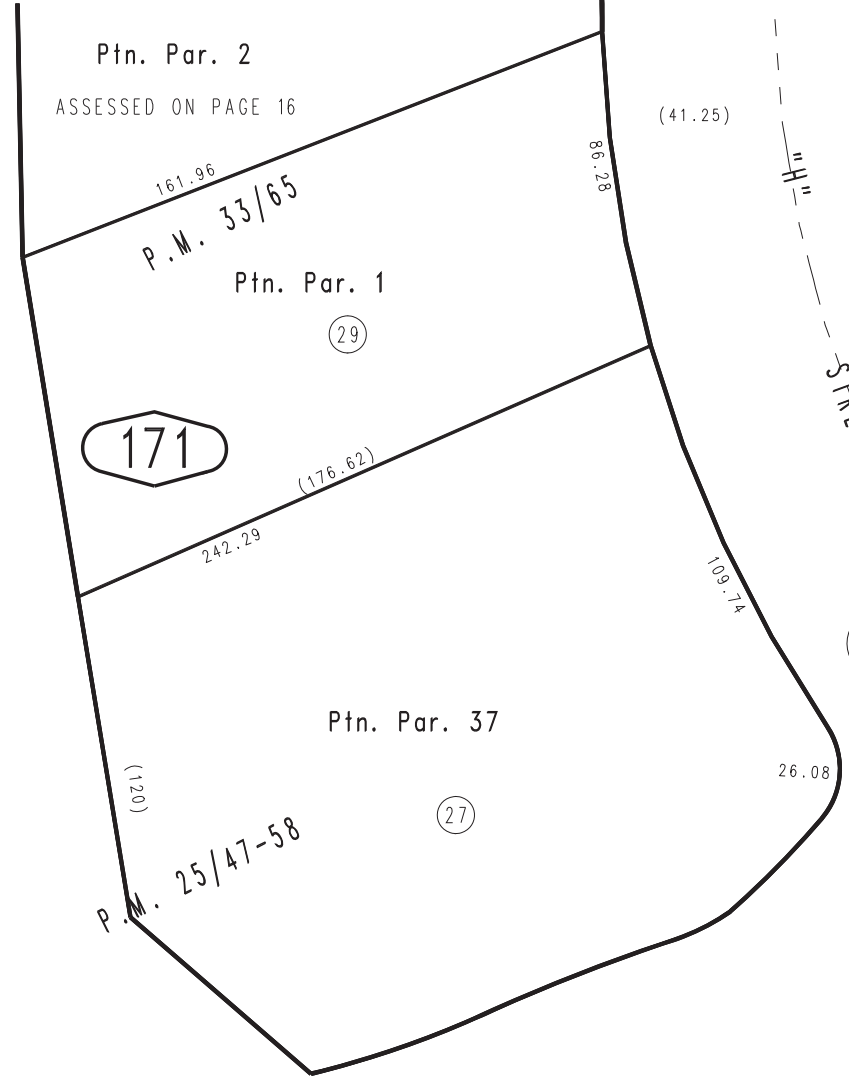 Ptn. Par. 2
ASSESSED ON PAGE 16
(41.25)
86.28
"H"
161.96
P.M. 33/65
Ptn. Par. 1
29
171
(176.62)
242.29
109.74
Ptn. Par. 37
26.08
(120)
27
P.M. 25/47-58